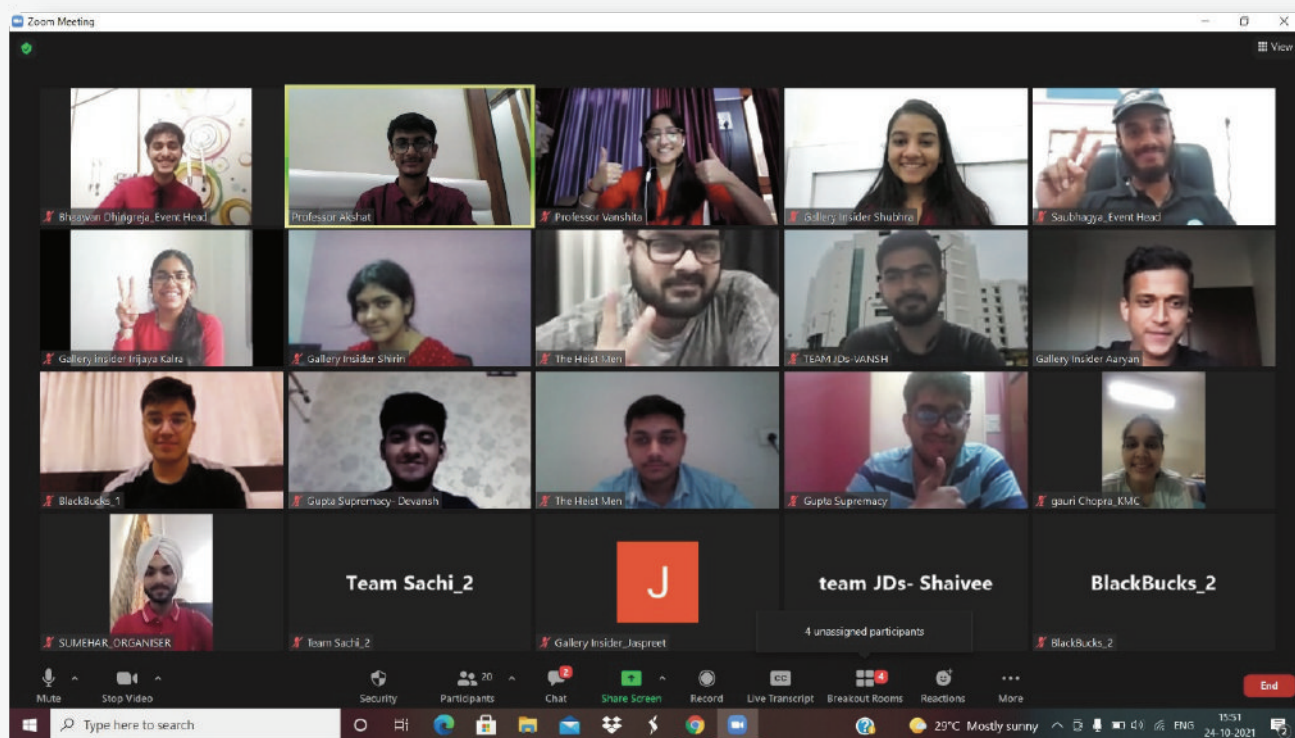 Zoom Meeting
View
Bhaawan Dhingreja_Event Head
Professor Akshat
Professor Vanshita
Gallery Insider Shubhra
Saubhagya_Event Head
Gallery insider Irijaya Kalra
Gallery Insider Shirin
The Heist Men
TEAM JDs-VANSH
Gallery Insider Aaryan
BlackBucks_1
Gupta Supremacy- Devansh
The Heist Men
Gupta Supremacy
gauri Chopra_KMC
Team Sachi_2
J
team JDs- Shaivee
BlackBucks_2
4 unassigned participants
SUMEHAR_ORGANISER
Team Sachi_2
Gallery Insider_Jaspreet
BlackBucks_2
Mute
Stop Video
Security
Participants
20
Chat
2
Share Screen
Record
CC
Live Transcript
Breakout Rooms
4
Reactions
More
End
Type here to search
29°C Mostly sunny
ENG
15:51
24-10-2021
2